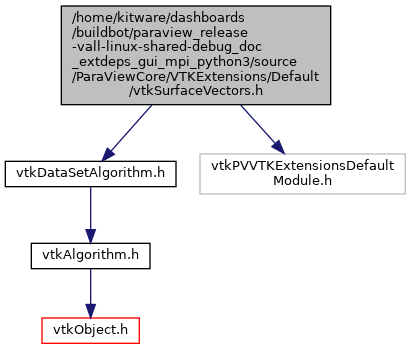 /home/kitware/dashboards
/buildbot/paraview_release
-vall-linux-shared-debug_doc
_extdeps_gui_mpi_python3/source
/ParaViewCore/VTKExtensions/Default
/vtkSurfaceVectors.h
vtkDataSetAlgorithm.h
vtkPVVTKExtensionsDefault
Module.h
vtkAlgorithm.h
vtkObject.h